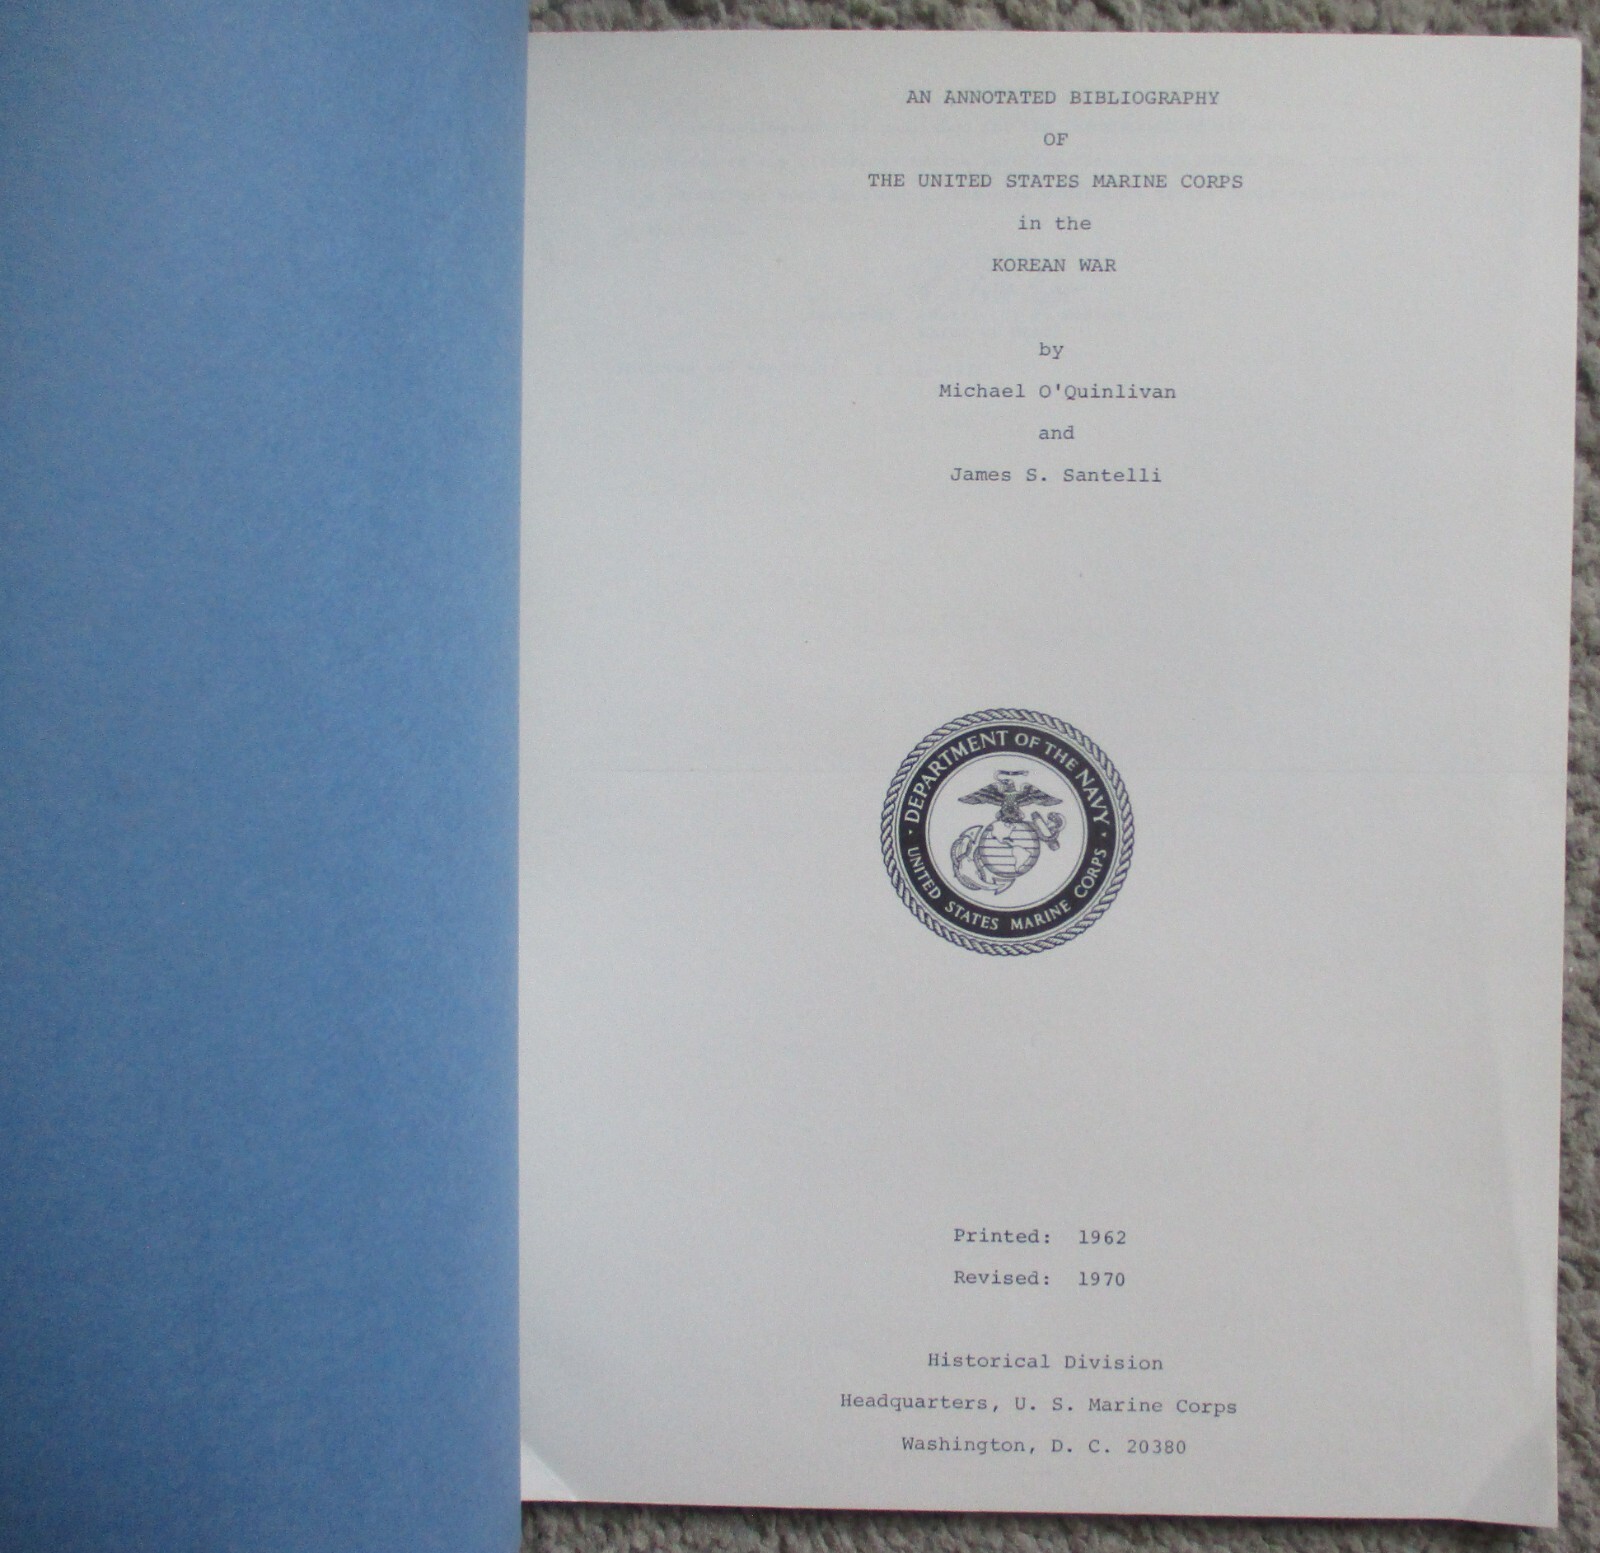 AN ANNOTATED BIBLIOGRAPHY
OF
THE UNITED STATES MARINE CORPS
in the
KOREAN WAR
by
Michael O'Quinlivan
and
James S. Santelli
DEPARTMENT OF THE NAVY
UNITED STATES MARINE CORPS
Printed: 1962
Revised: 1970
Historical Division
Headquarters, U. S. Marine Corps
Washington, D. C. 20380